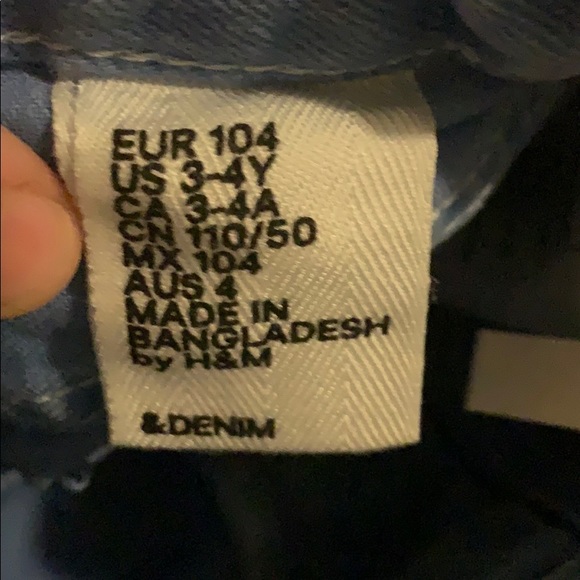 EUR 104
US 3-4Y
CA 3-4A
CN 110/50
MX 104
AUS 4
MADE IN
BANGLADESH
by H&M
&DENIM